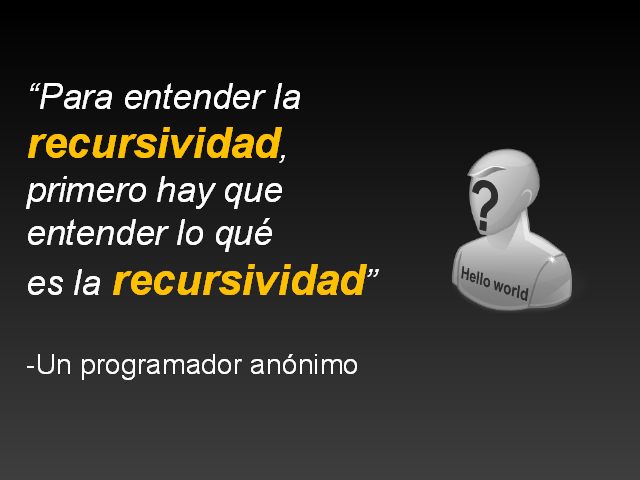 “Para entender la
recursividad,
primero hay que
entender lo qué
es la recursividad”
-Un programador anónimo
?
Hello world